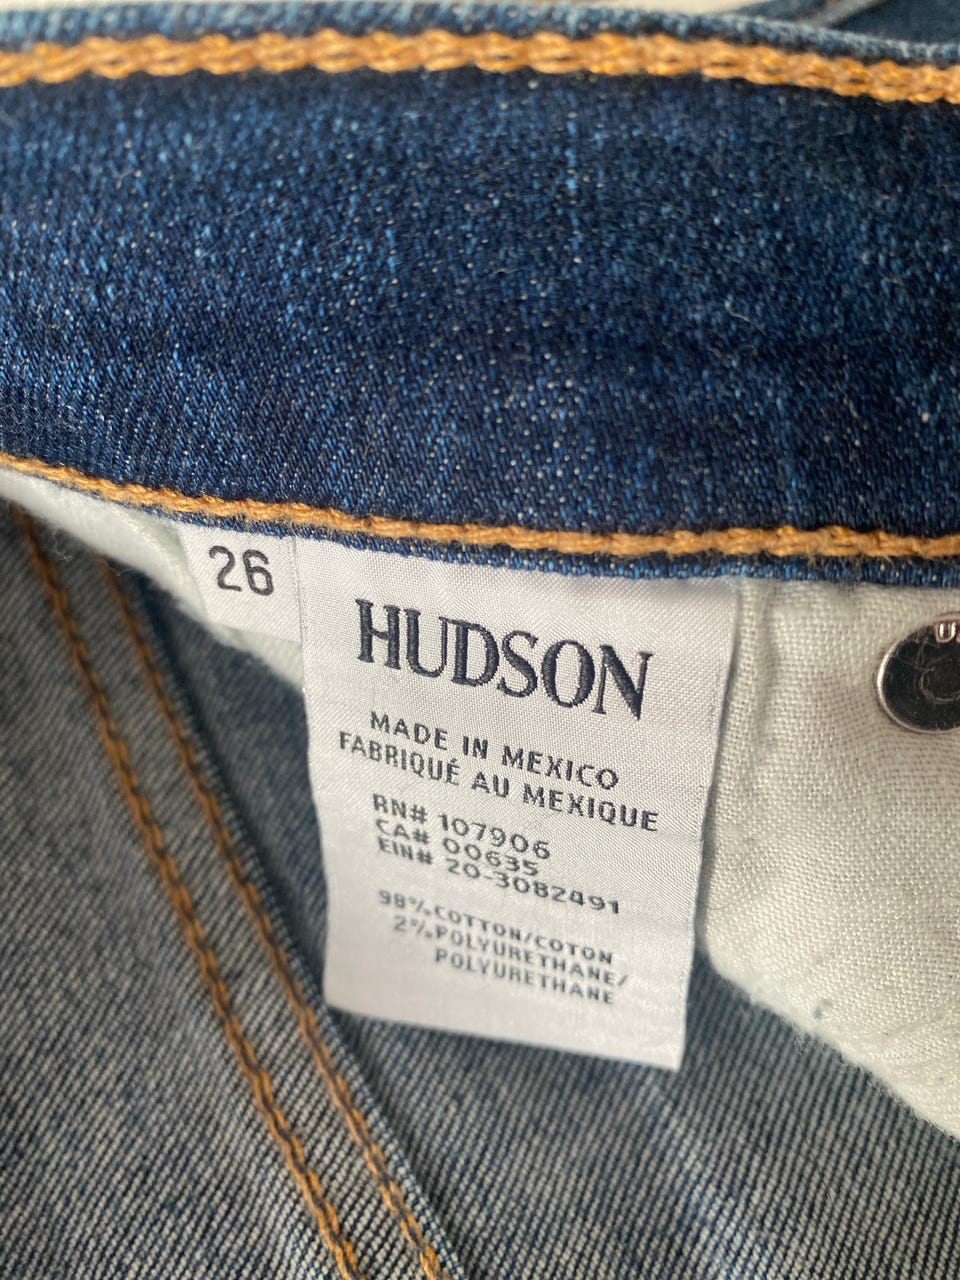 26
HUDSON
MADE IN MEXICO
FABRIQUÉ AU MEXIQUE
RN# 107906
CA# 00635
EIN# 20-3082491
98%COTTON/COTON
2%POLYURETHANE/
POLYURETHANE